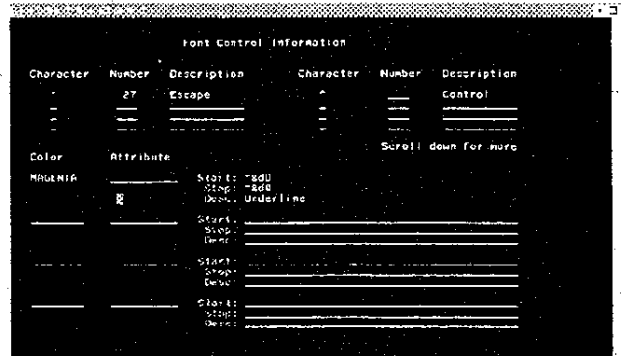 Font Control Information
Character Number Description Character Number Description
27 Escape ^ Control
Scroll down for more
Color Attribute
MAGENTA Start: ~&d0
Stop: ~&d@
Desc: Underline
Start:
Stop:
Desc:
Start:
Stop:
Desc:
Start:
Stop:
Desc: